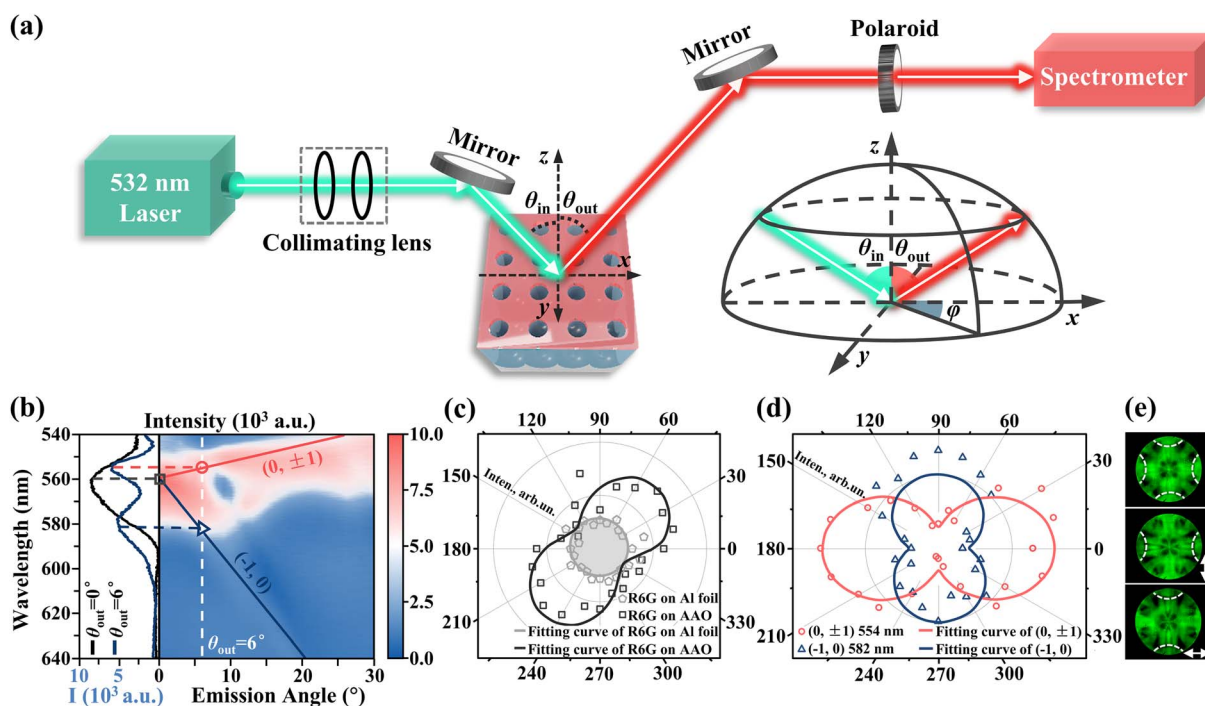 (a)
532 nm
Laser
Collimating lens
Mirror
z
θin
θout
x
y
Mirror
Polaroid
Spectrometer
z
θin
θout
φ
x
y
(b)
Intensity (10³ a.u.)
Wavelength (nm)
540
560
580
600
620
640
θout=0°
θout=6°
(0, ±1)
(-1, 0)
θout=6°
10.0
7.5
5.0
2.5
0.0
10 5 0 10 20 30
I (10³ a.u.)
Emission Angle (°)
(c)
120 90 60
150
Inten., arb.un.
30
180
0
210
330
240 270 300
R6G on Al foil
R6G on AAO
Fitting curve of R6G on Al foil
Fitting curve of R6G on AAO
(d)
120 90 60
150
Inten., arb.un.
30
180
0
210
330
240 270 300
(0, ±1) 554 nm
(-1, 0) 582 nm
Fitting curve of (0, ±1)
Fitting curve of (-1, 0)
(e)